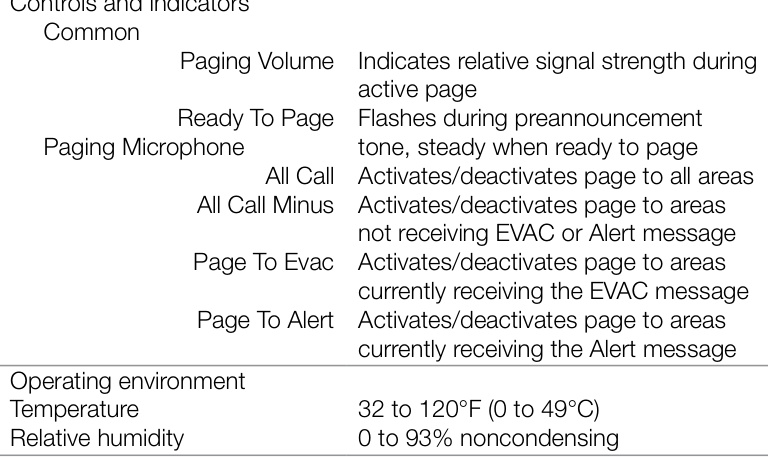 Controls and indicators
Common
Paging Volume Indicates relative signal strength during
active page
Ready To Page Flashes during preannouncement
Paging Microphone tone, steady when ready to page
All Call Activates/deactivates page to all areas
All Call Minus Activates/deactivates page to areas
not receiving EVAC or Alert message
Page To Evac Activates/deactivates page to areas
currently receiving the EVAC message
Page To Alert Activates/deactivates page to areas
currently receiving the Alert message
Operating environment
Temperature 32 to 120°F (0 to 49°C)
Relative humidity 0 to 93% noncondensing